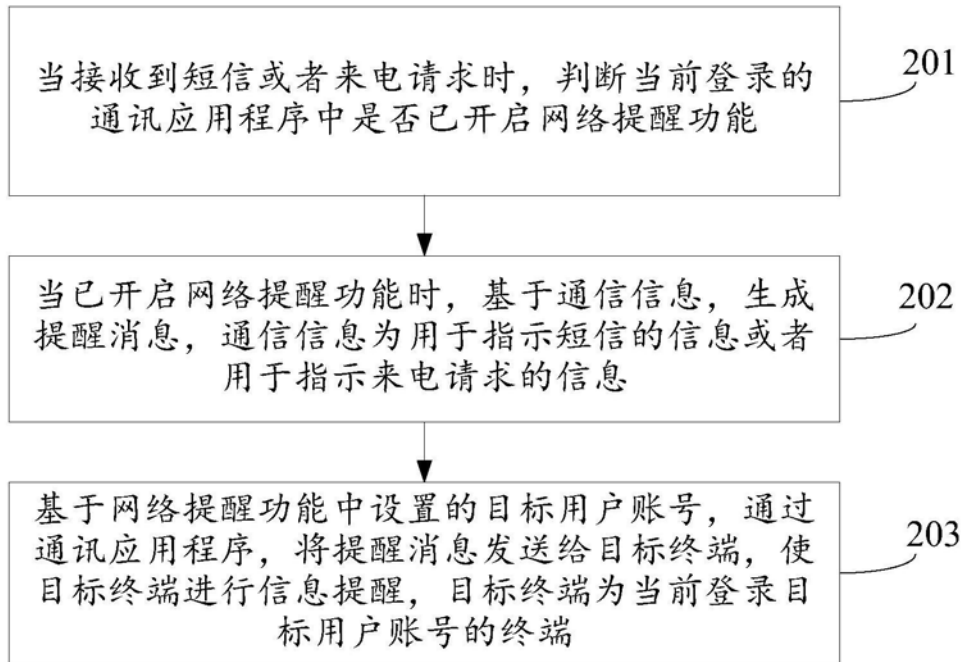 当接收到短信或者来电请求时，判断当前登录的
通讯应用程序中是否已开启网络提醒功能
201
当已开启网络提醒功能时，基于通信信息，生成
提醒消息，通信信息为用于指示短信的信息或者
用于指示来电请求的信息
202
基于网络提醒功能中设置的目标用户账号，通过
通讯应用程序，将提醒消息发送给目标终端，使
目标终端进行信息提醒，目标终端为当前登录目
标用户账号的终端
203